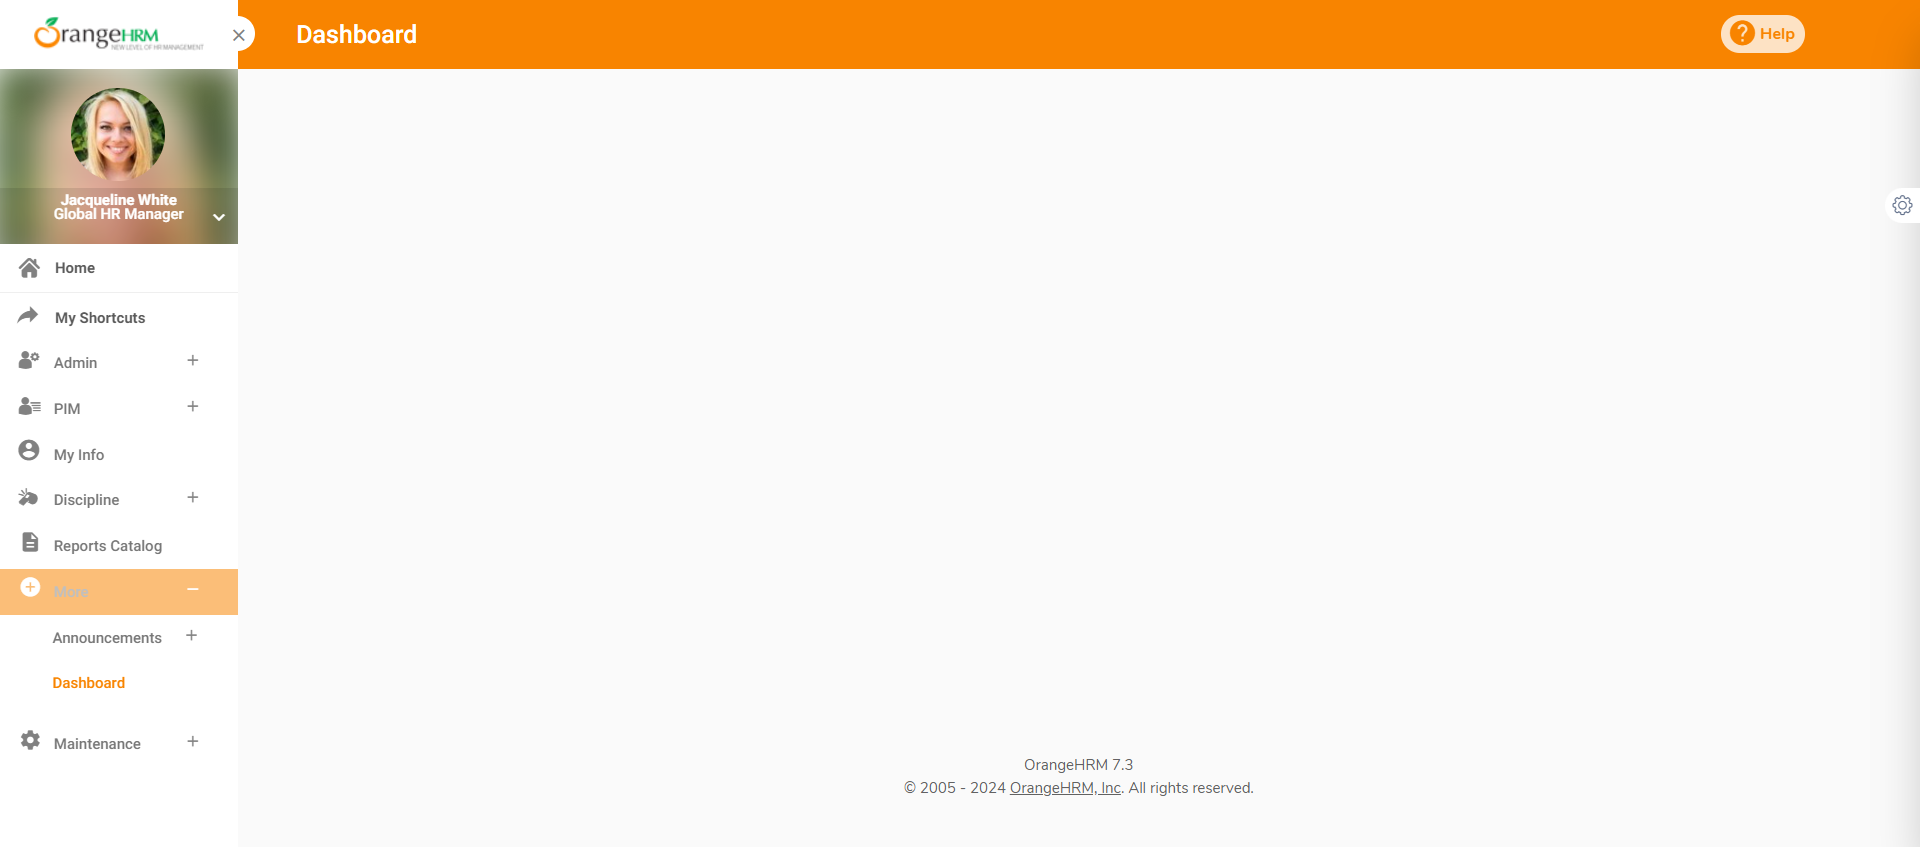 OrangeHRM
NEW LEVEL OF HR MANAGEMENT
Dashboard
Help
Jacqueline White
Global HR Manager
Home
My Shortcuts
Admin
PIM
My Info
Discipline
Reports Catalog
More
Announcements
Dashboard
Maintenance
OrangeHRM 7.3
© 2005 - 2024 OrangeHRM, Inc. All rights reserved.